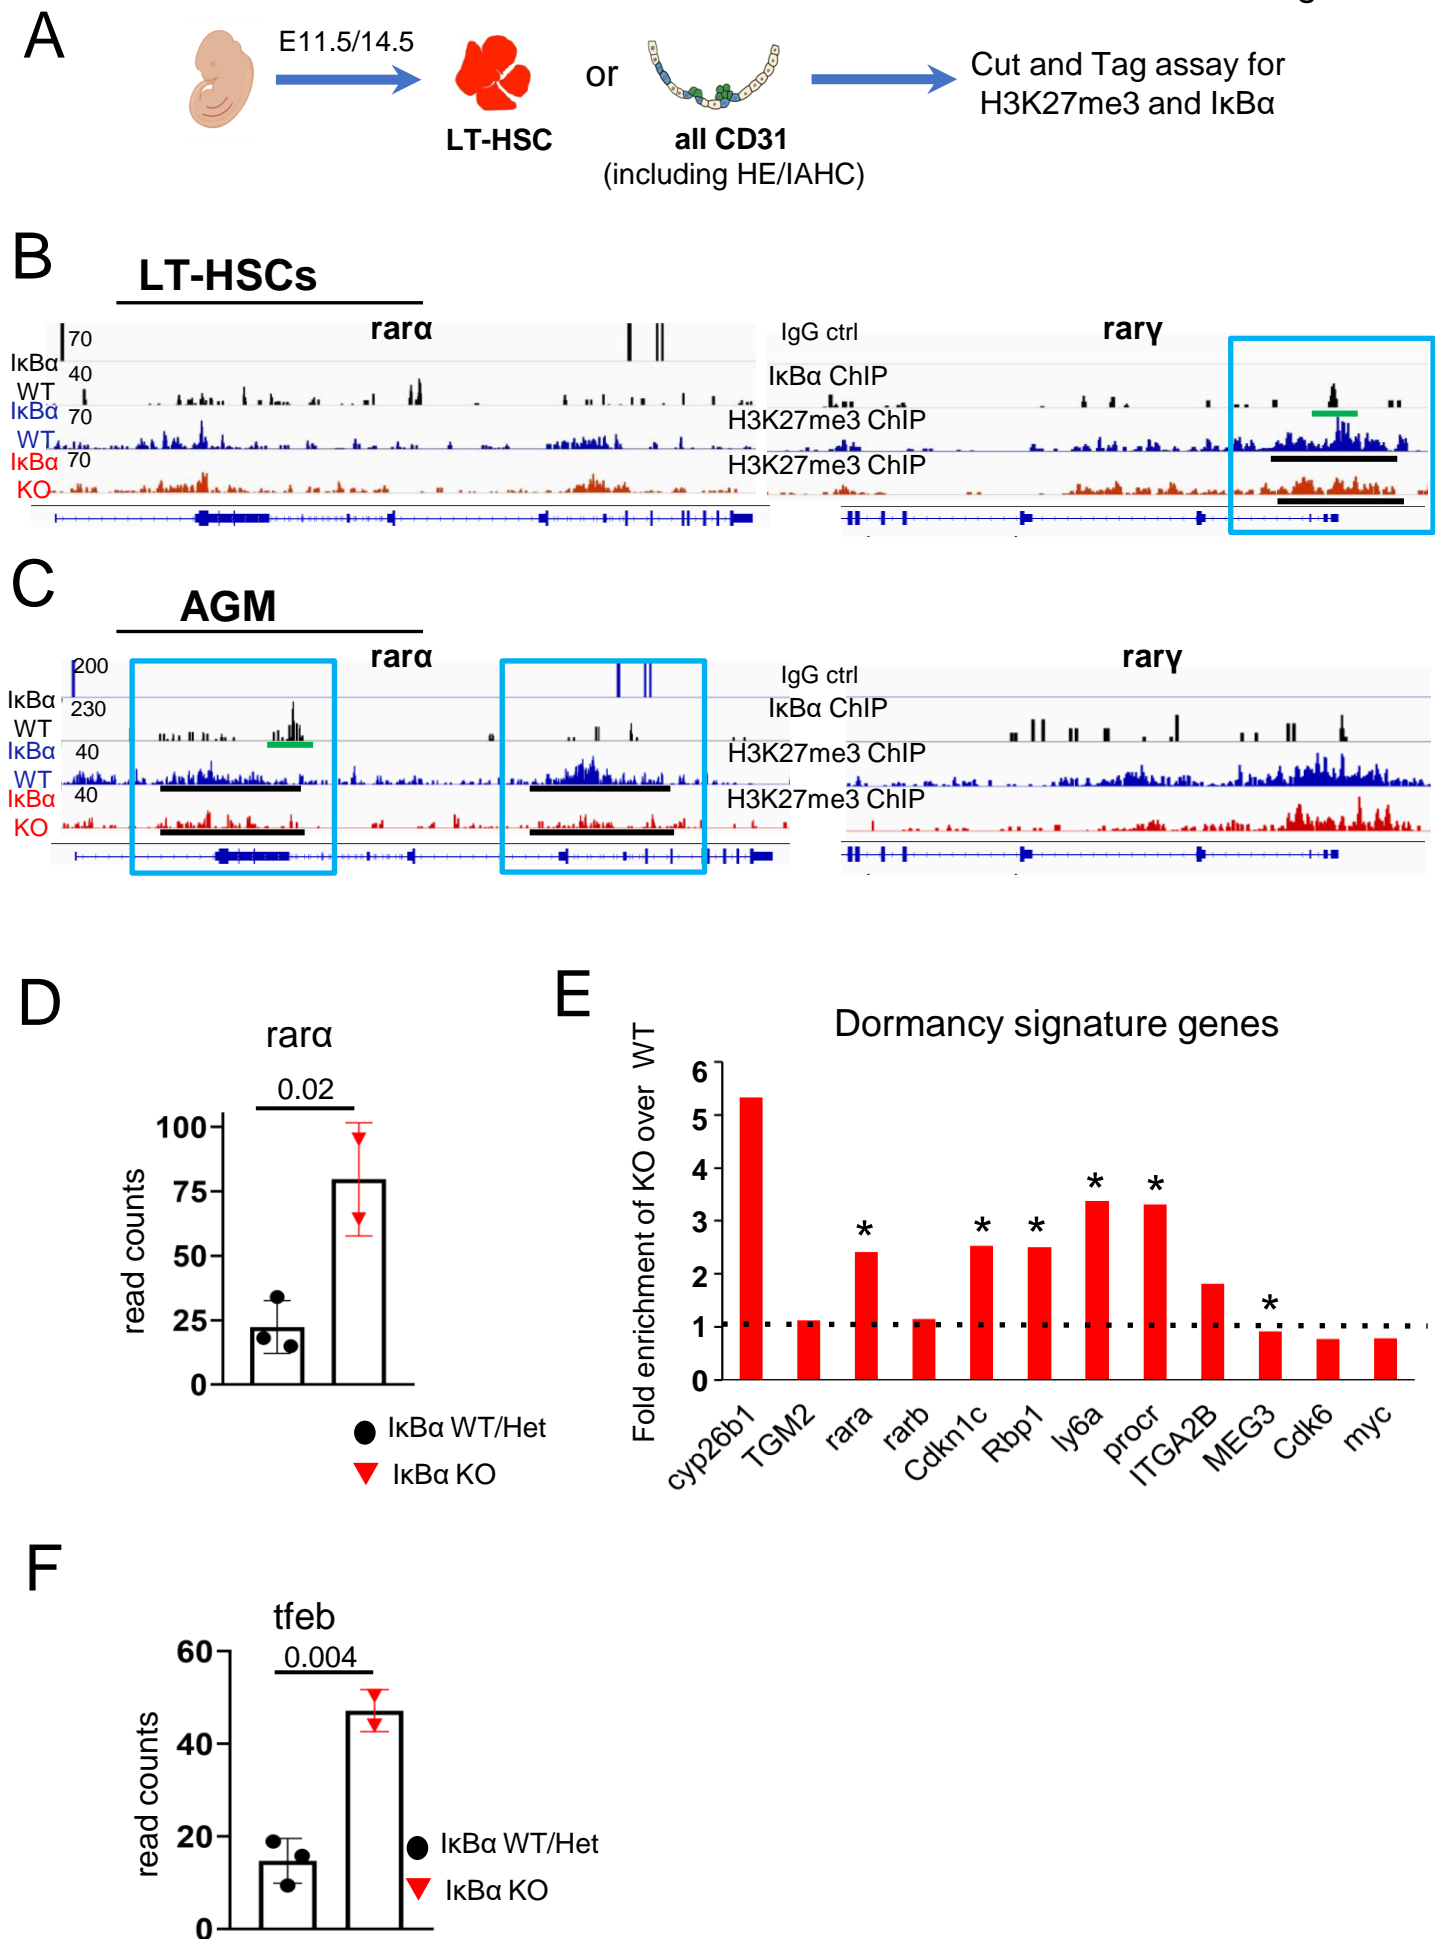 g
A
E11.5/14.5
LT-HSC
or
all CD31
(including HE/IAHC)
Cut and Tag assay for
H3K27me3 and IκBα
B
LT-HSCs
rarα
70
IκBα
WT
40
IκBα
WT
70
IκBα
KO
70
IgG ctrl
IκBα ChIP
H3K27me3 ChIP
H3K27me3 ChIP
rarγ
C
AGM
rarα
200
IκBα
WT
230
IκBα
WT
40
IκBα
KO
40
IgG ctrl
IκBα ChIP
H3K27me3 ChIP
H3K27me3 ChIP
rarγ
D
rarα
0.02
read counts
100
75
50
25
0
IκBα WT/Het
IκBα KO
E
Dormancy signature genes
Fold enrichment of KO over WT
6
5
4
3
2
1
0
* * * * * *
cyp26b1
TGM2
rara
rarb
Cdkn1c
Rbp1
ly6a
procr
ITGA2B
MEG3
Cdk6
myc
F
tfeb
0.004
read counts
60
40
20
0
IκBα WT/Het
IκBα KO